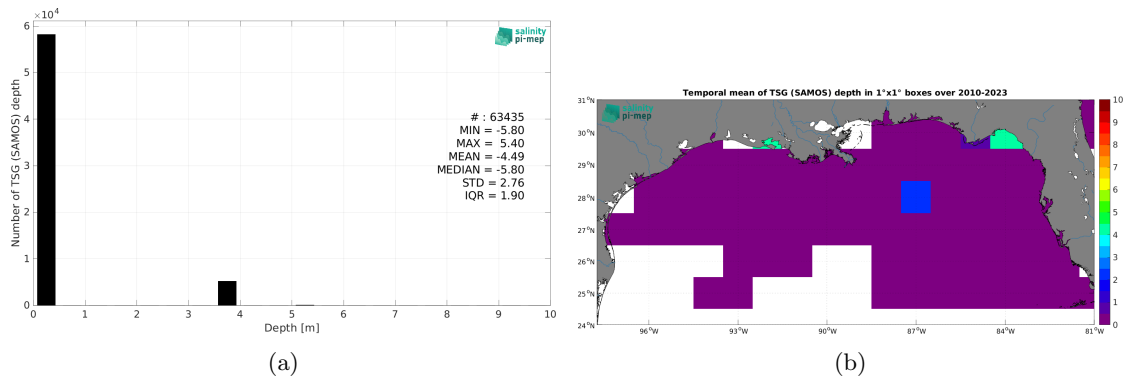 ×10⁴
6
5
4
3
2
1
0
Number of TSG (SAMOS) depth
salinity
pi-mep
# : 63435
MIN = -5.80
MAX = 5.40
MEAN = -4.49
MEDIAN = -5.80
STD = 2.76
IQR = 1.90
0 1 2 3 4 5 6 7 8 9 10
Depth [m]
(a)
Temporal mean of TSG (SAMOS) depth in 1°x1° boxes over 2010-2023
salinity
pi-mep
31°N
30°N
29°N
28°N
27°N
26°N
25°N
24°N
96°W 93°W 90°W 87°W 84°W 81°W
10
9
8
7
6
5
4
3
2
1
0
(b)